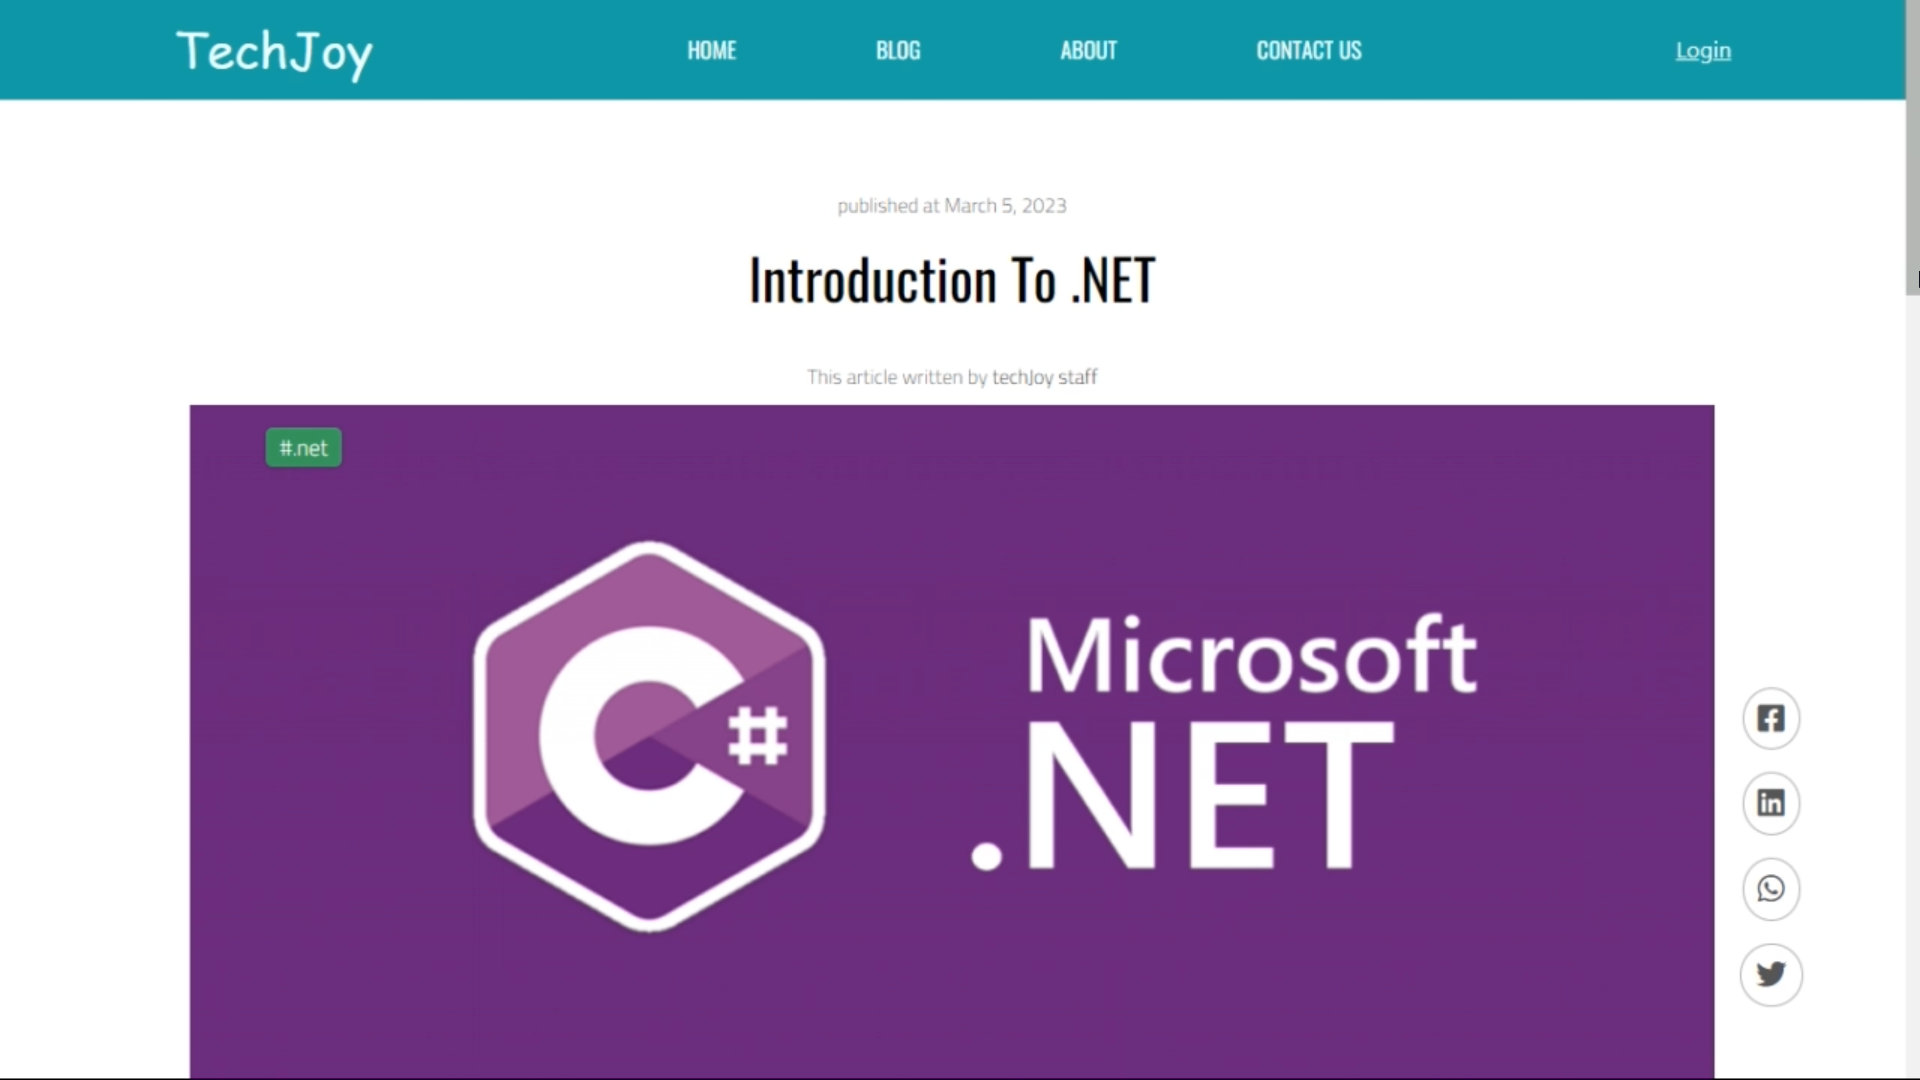 TechJoy
HOME
BLOG
ABOUT
CONTACT US
Login
published at March 5, 2023
Introduction To .NET
This article written by techJoy staff
#.net
C#
Microsoft
.NET